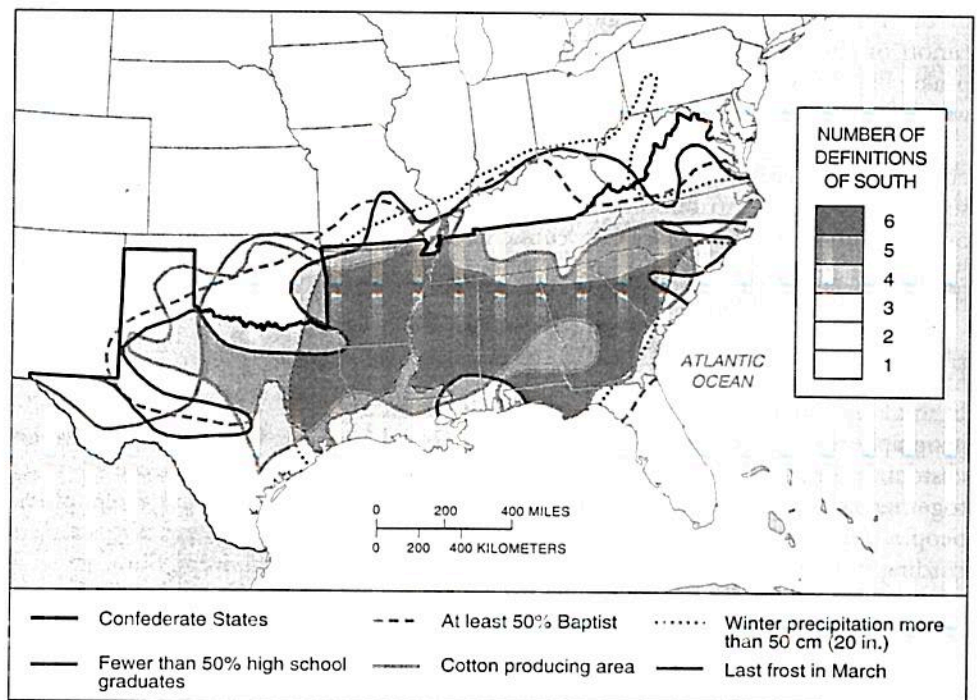 NUMBER OF
DEFINITIONS
OF SOUTH
6
5
4
3
2
1
ATLANTIC
OCEAN
0 200 400 MILES
0 200 400 KILOMETERS
Confederate States
At least 50% Baptist
Winter precipitation more
than 50 cm (20 in.)
Fewer than 50% high school
graduates
Cotton producing area
Last frost in March